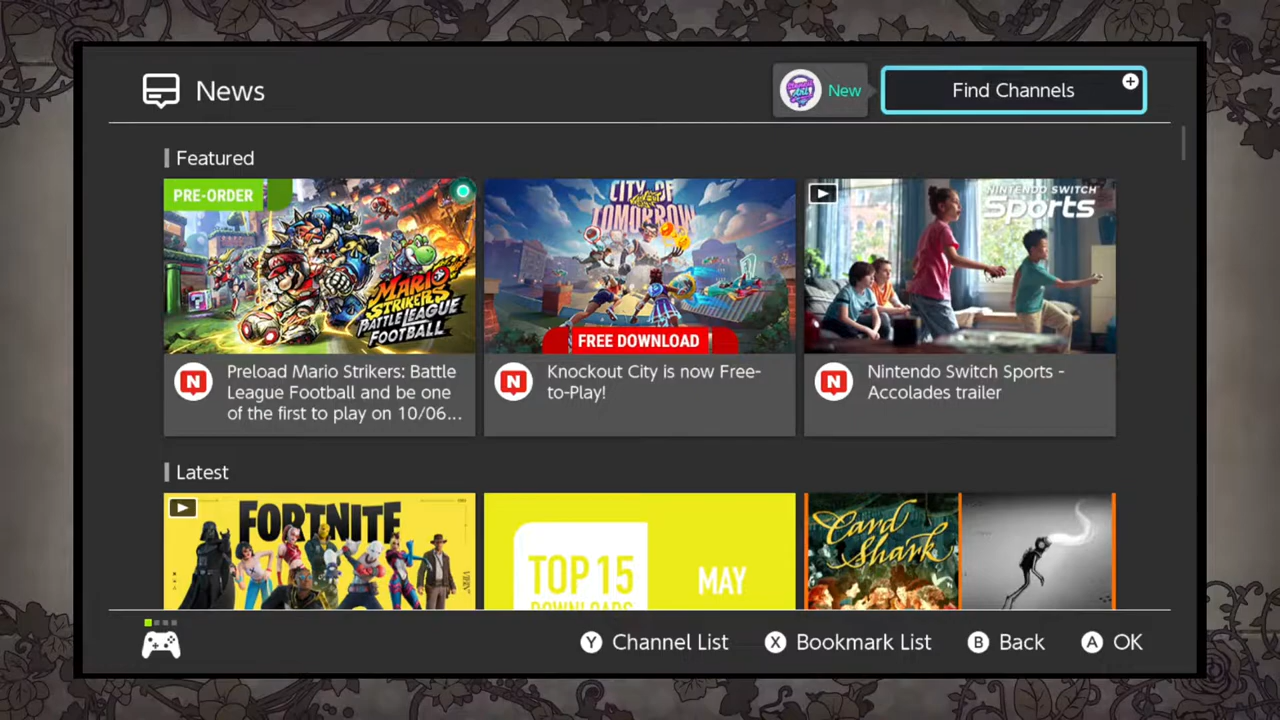 News
New
Find Channels
Featured
PRE-ORDER
MARIO
STRIKERS
BATTLE LEAGUE
FOOTBALL
Preload Mario Strikers: Battle
League Football and be one
of the first to play on 10/06...
CITY OF
TOMORROW
FREE DOWNLOAD
Knockout City is now Free-
to-Play!
NINTENDO SWITCH
Sports
Nintendo Switch Sports -
Accolades trailer
N
N
N
Latest
FORTNITE
TOP 15
DOWNLOADS
MAY
Card
Shark
Y Channel List
X Bookmark List
B Back
A OK